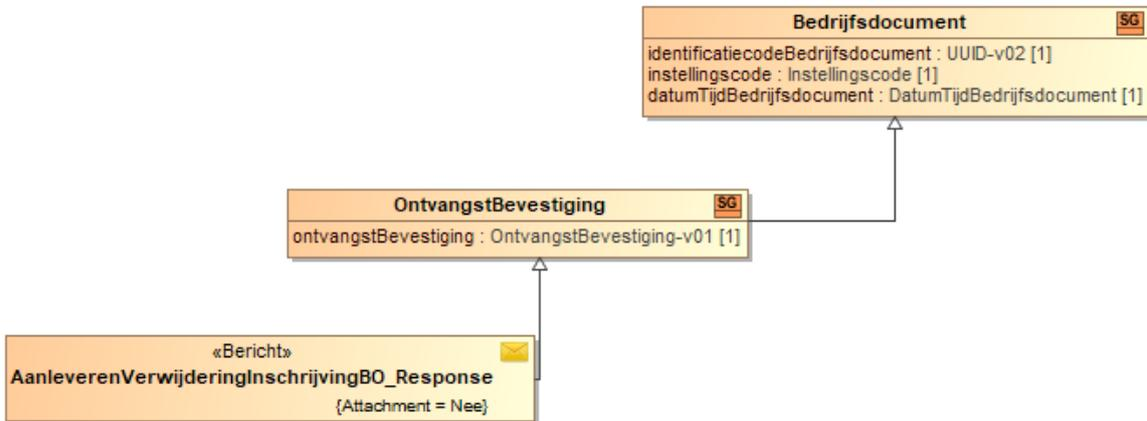 Bedrijfsdocument SG
identificatiecodeBedrijfsdocument : UUID-v02 [1]
instellingscode : Instellingscode [1]
datumTijdBedrijfsdocument : DatumTijdBedrijfsdocument [1]
OntvangstBevestiging SG
ontvangstBevestiging : OntvangstBevestiging-v01 [1]
«Bericht»
AanleverenVerwijderingInschrijvingBO_Response
{Attachment = Nee}